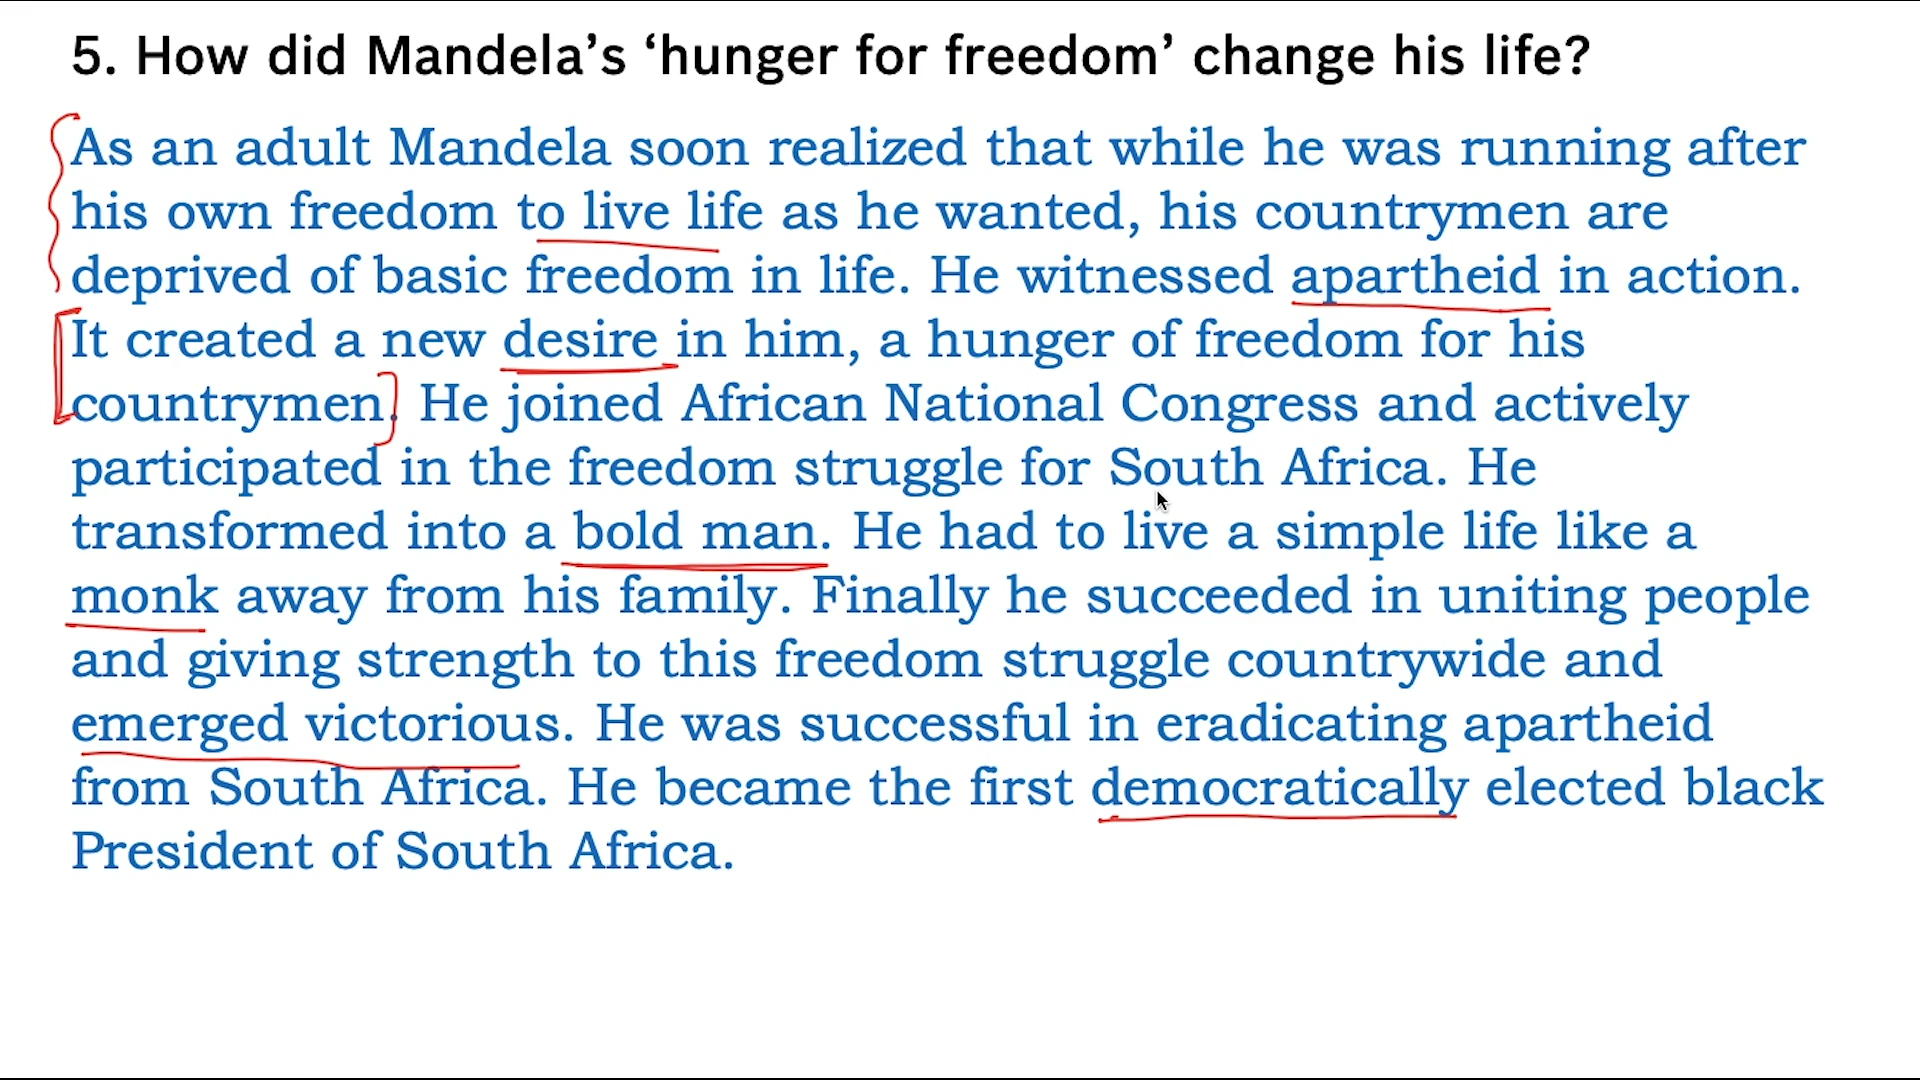 5. How did Mandela’s ‘hunger for freedom’ change his life?
As an adult Mandela soon realized that while he was running after
his own freedom to live life as he wanted, his countrymen are
deprived of basic freedom in life. He witnessed apartheid in action.
It created a new desire in him, a hunger of freedom for his
countrymen. He joined African National Congress and actively
participated in the freedom struggle for South Africa. He
transformed into a bold man. He had to live a simple life like a
monk away from his family. Finally he succeeded in uniting people
and giving strength to this freedom struggle countrywide and
emerged victorious. He was successful in eradicating apartheid
from South Africa. He became the first democratically elected black
President of South Africa.